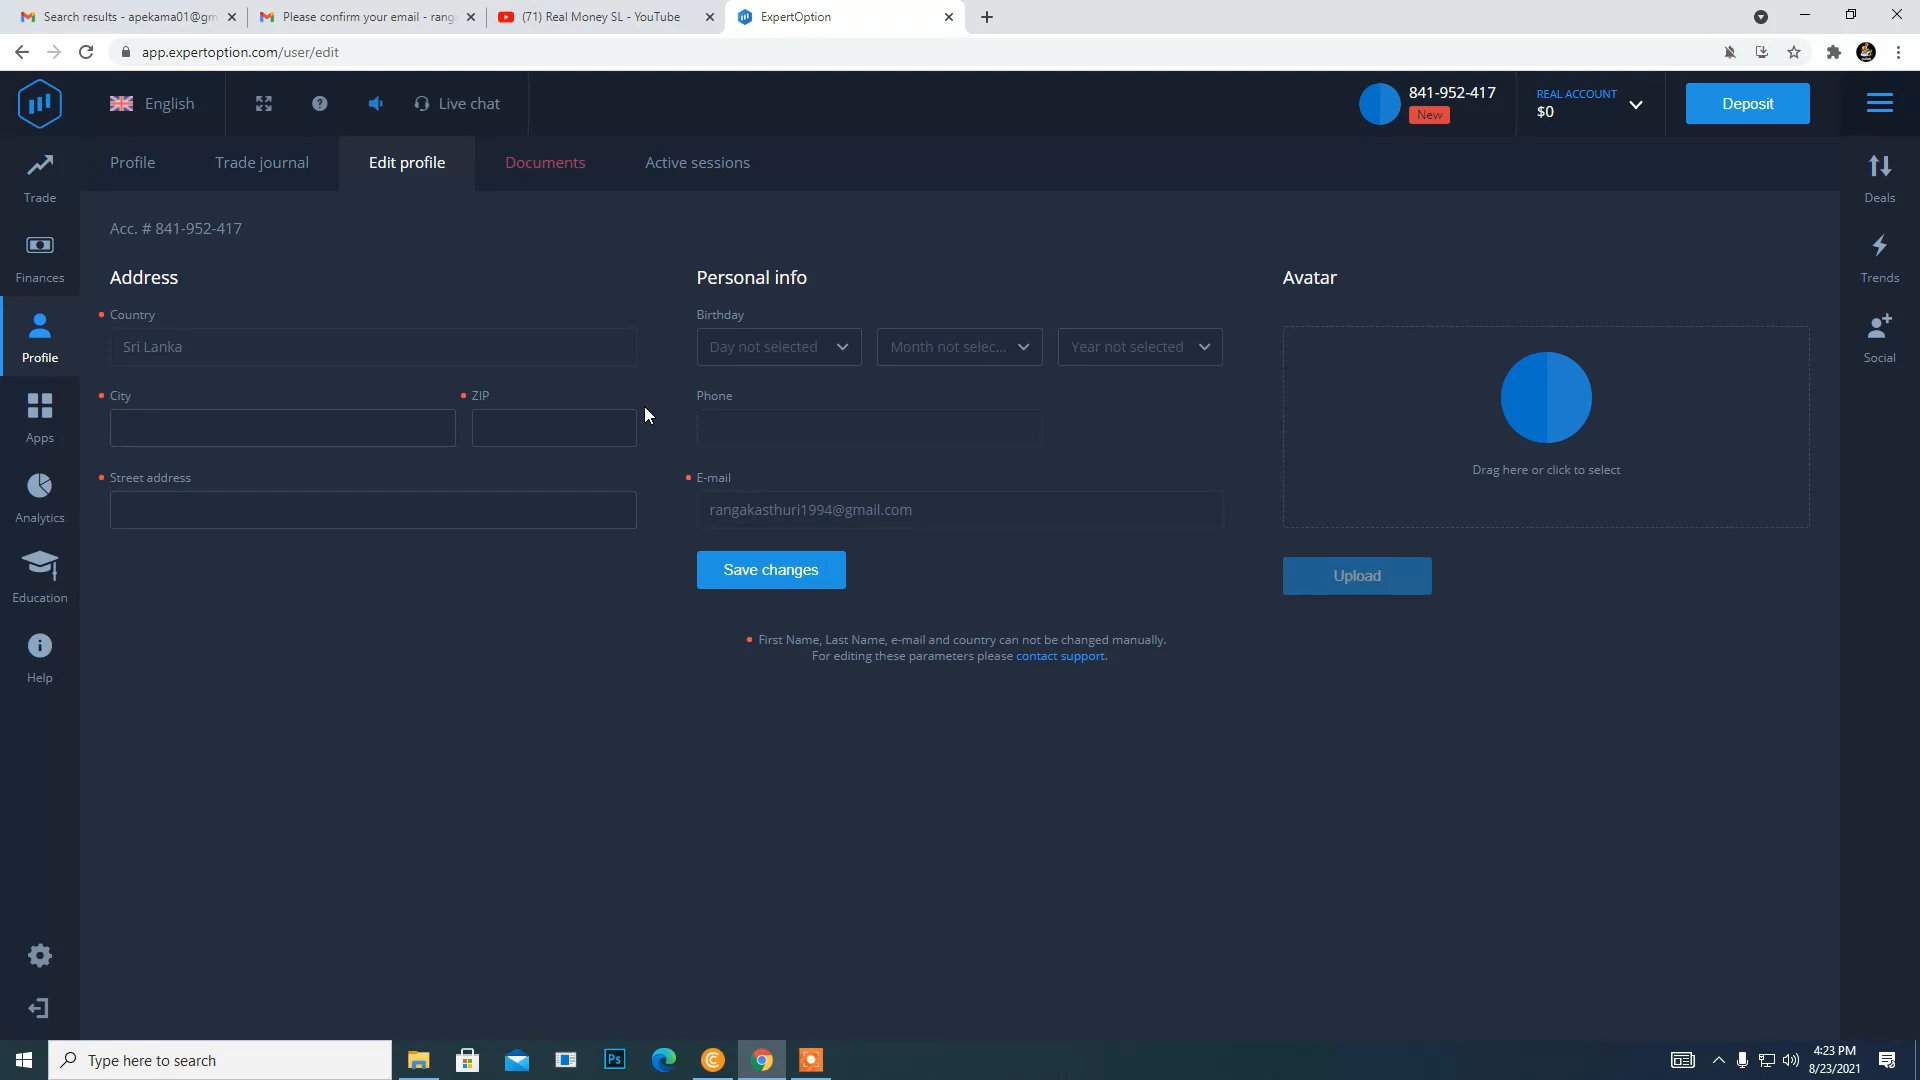 Search results - apekama01@gm
Please confirm your email - rang
(71) Real Money SL - YouTube
ExpertOption
app.expertoption.com/user/edit
English
Live chat
841-952-417
New
REAL ACCOUNT
$0
Deposit
Trade
Finances
Profile
Apps
Analytics
Education
Help
Profile
Trade journal
Edit profile
Documents
Active sessions
Acc. # 841-952-417
Address
Country
Sri Lanka
City
ZIP
Street address
Personal info
Birthday
Day not selected
Month not selec...
Year not selected
Phone
E-mail
rangakasthuri1994@gmail.com
Save changes
First Name, Last Name, e-mail and country can not be changed manually.
For editing these parameters please contact support.
Avatar
Drag here or click to select
Upload
Deals
Trends
Social
Type here to search
Ps
4:23 PM
8/23/2021